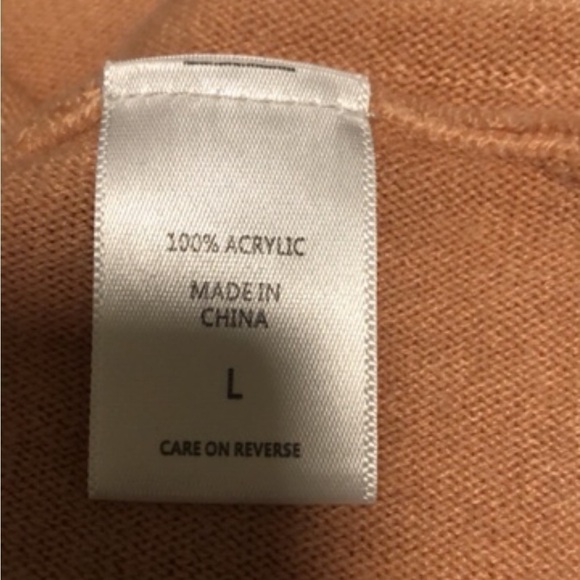 100% ACRYLIC
MADE IN
CHINA
L
CARE ON REVERSE